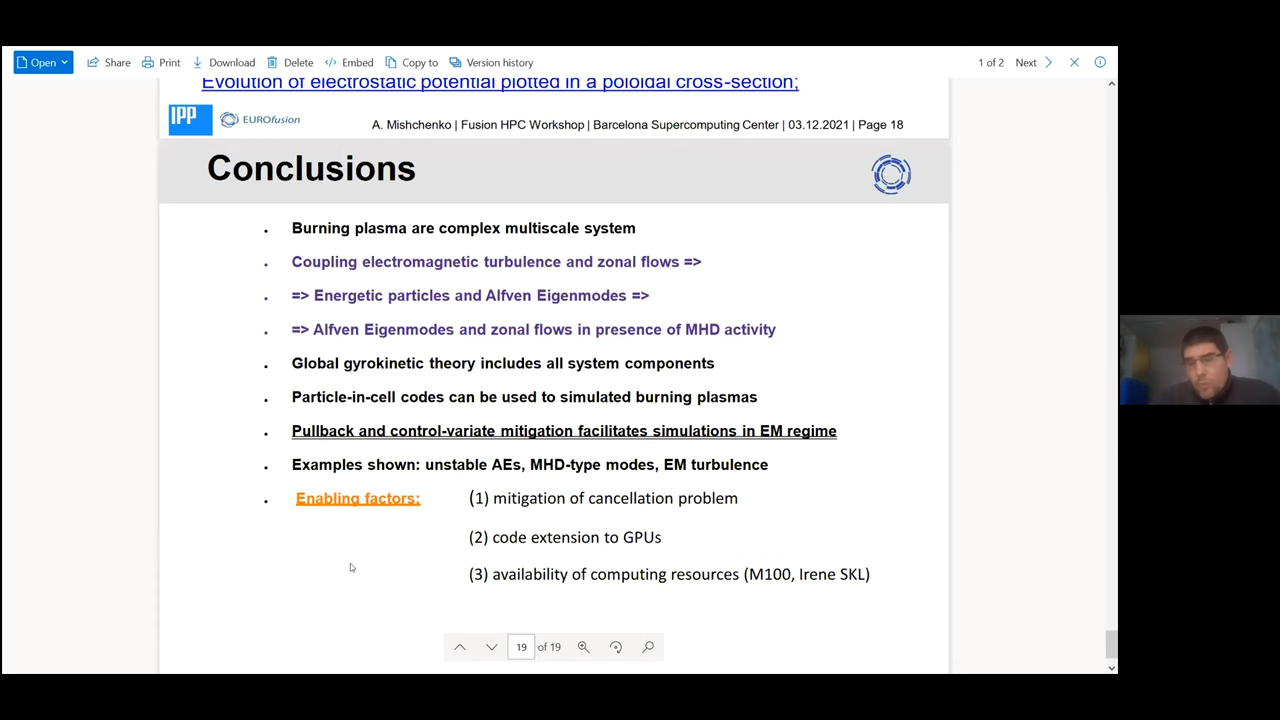 Open Share Print Download Delete Embed Copy to Version history 1 of 2 Next
Evolution of electrostatic potential plotted in a poloidal cross-section;
IPP EUROfusion A. Mishchenko | Fusion HPC Workshop | Barcelona Supercomputing Center | 03.12.2021 | Page 18
Conclusions
• Burning plasma are complex multiscale system
• Coupling electromagnetic turbulence and zonal flows =>
• => Energetic particles and Alfven Eigenmodes =>
• => Alfven Eigenmodes and zonal flows in presence of MHD activity
• Global gyrokinetic theory includes all system components
• Particle-in-cell codes can be used to simulated burning plasmas
• Pullback and control-variate mitigation facilitates simulations in EM regime
• Examples shown: unstable AEs, MHD-type modes, EM turbulence
• Enabling factors: (1) mitigation of cancellation problem
(2) code extension to GPUs
(3) availability of computing resources (M100, Irene SKL)
19 of 19